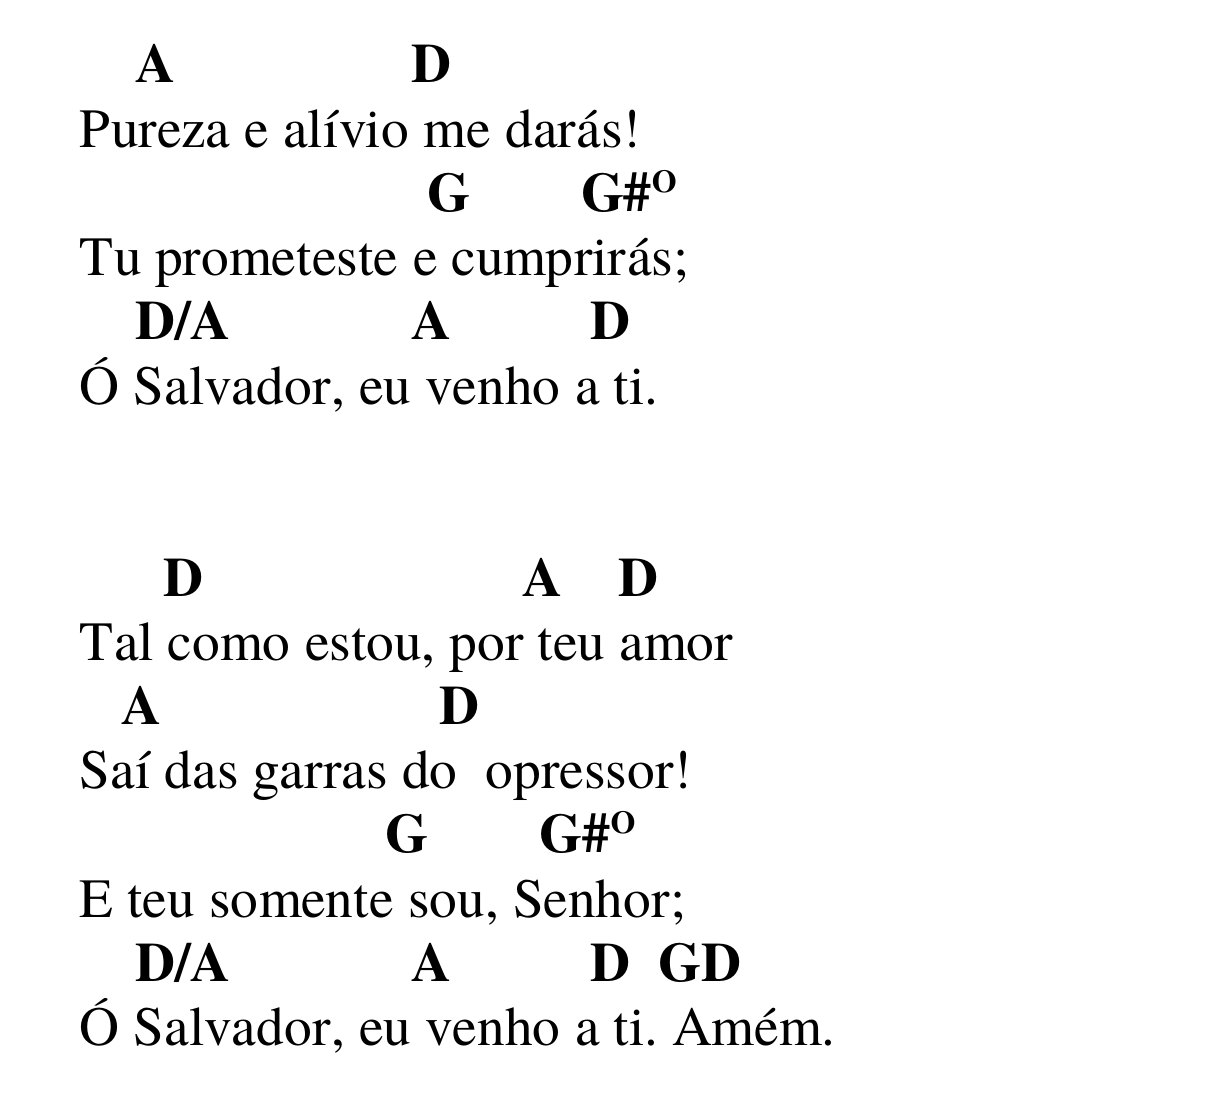 A D
Pureza e alívio me darás!
G G#º
Tu prometeste e cumprirás;
D/A A D
Ó Salvador, eu venho a ti.
D A D
Tal como estou, por teu amor
A D
Saí das garras do opressor!
G G#º
E teu somente sou, Senhor;
D/A A D GD
Ó Salvador, eu venho a ti. Amém.